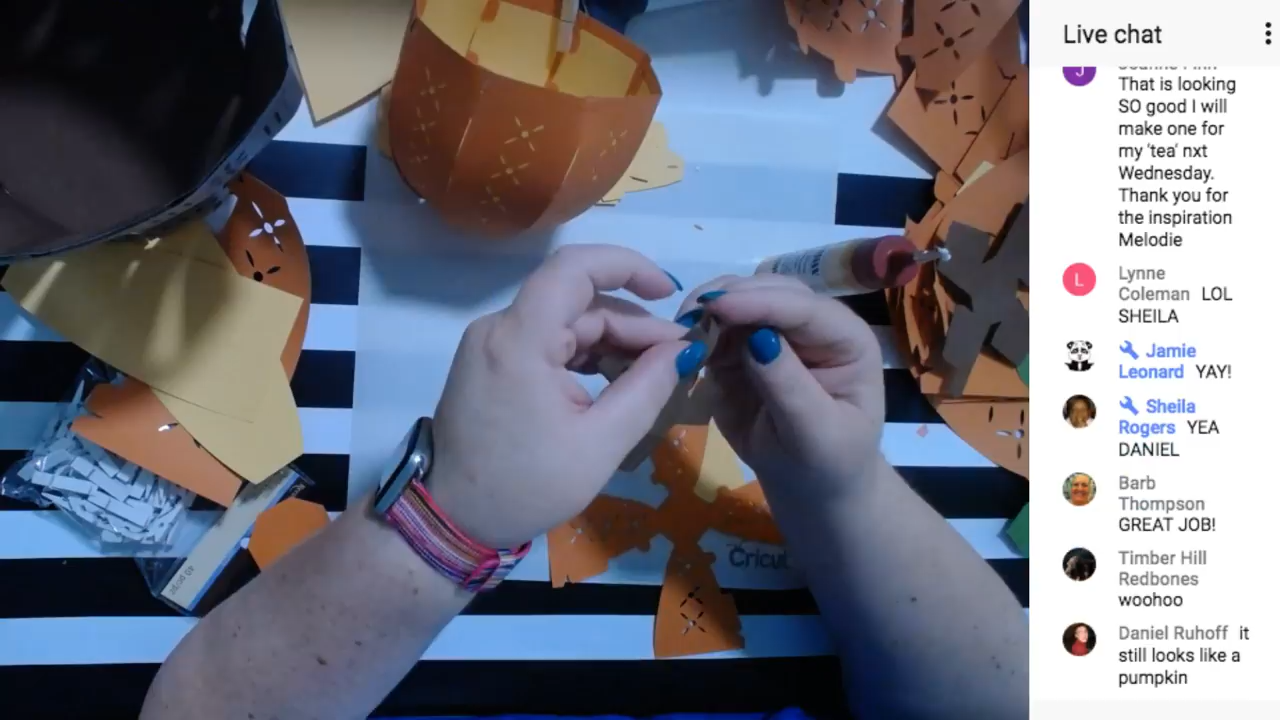 Live chat
That is looking
SO good I will
make one for
my 'tea' nxt
Wednesday.
Thank you for
the inspiration
Melodie
Lynne
Coleman LOL
SHEILA
Jamie
Leonard YAY!
Sheila
Rogers YEA
DANIEL
Barb
Thompson
GREAT JOB!
Timber Hill
Redbones
woohoo
Daniel Ruhoff it
still looks like a
pumpkin
J
L
Cricut